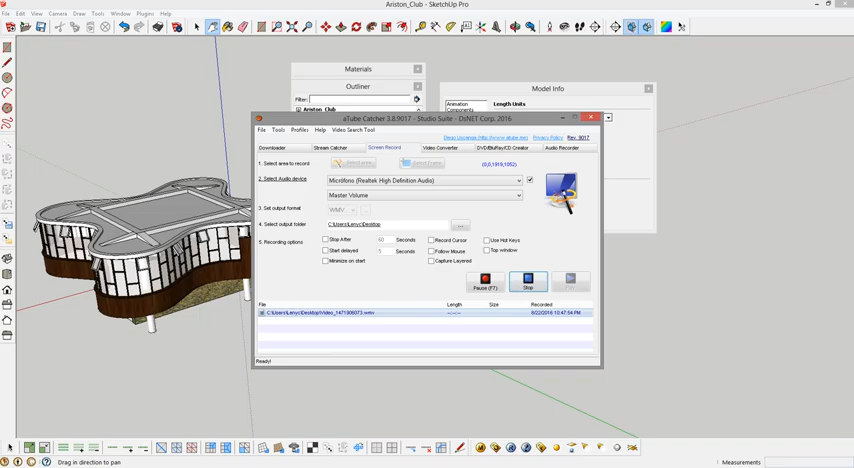 Ariston_Club - SketchUp Pro
File Edit View Camera Draw Tools Window Plugins Help
Materials
Outliner
Filter:
Ariston_Club
Model Info
Animation
Components
Length Units
aTube Catcher 3.8.9017 - Studio Suite - DsNET Corp. 2016
File Tools Profiles Help Video Search Tool
Diego Uscanga (http://www.atube.me)
Privacy Policy
Rev. 9017
Downloader
Stream Catcher
Screen Record
Video Converter
DVD/BluRay/CD Creator
Audio Recorder
1. Select area to record
Select area
Select Frame
(0,0,1919,1052)
2. Select Audio device
Micrófono (Realtek High Definition Audio)
Master Volume
3. Set output format
WMV
4. Select output folder
C:\Users\Lenyc\Desktop
...
5. Recording options
Stop After 60 Seconds
Record Cursor
Use Hot Keys
Start delayed 5 Seconds
Follow Mouse
Top window
Minimize on start
Capture Layered
Pause (F7)
Stop
File Length Size Recorded
C:\Users\Lenyc\Desktop\Video_1471908073.wmv --:--:-- 8/22/2016 10:47:54 PM
Ready!
Drag in direction to pan
Measurements